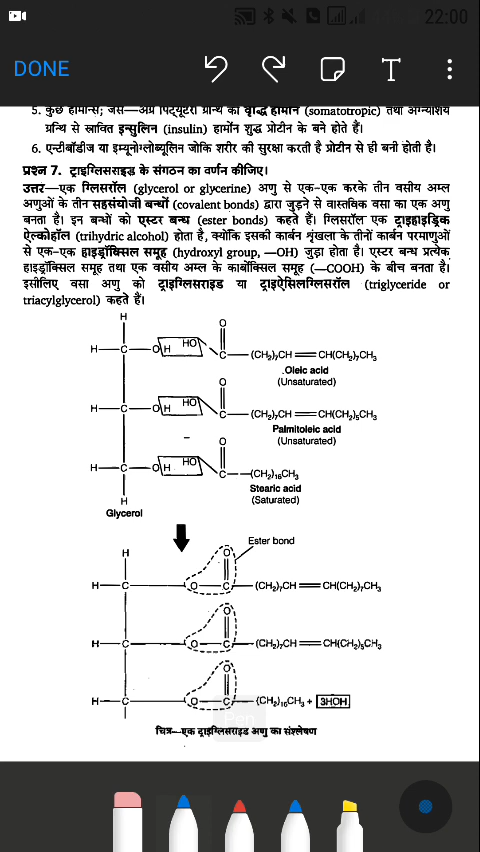 22:00
DONE
T
5. कुछ हॉर्मोन्स; जैसे—अग्र पिट्यूटरी ग्रन्थि का वृद्धि हॉर्मोन (somatotropic) तथा अग्न्याशय
ग्रन्थि से स्रावित इन्सुलिन (insulin) हार्मोन शुद्ध प्रोटीन के बने होते हैं।
6. एन्टीबॉडीज या इम्यूनोग्लोब्यूलिन जोकि शरीर की सुरक्षा करती है प्रोटीन से ही बनी होती है।
प्रश्न 7. ट्राइग्लिसराइड के संगठन का वर्णन कीजिए।
उत्तर—एक ग्लिसरॉल (glycerol or glycerine) अणु से एक-एक करके तीन वसीय अम्ल
अणुओं के तीन सहसंयोजी बन्धों (covalent bonds) द्वारा जुड़ने से वास्तविक वसा का एक अणु
बनता है। इन बन्धों को एस्टर बन्ध (ester bonds) कहते हैं। ग्लिसरॉल एक ट्राइहाइड्रिक
ऐल्कोहॉल (trihydric alcohol) होता है, क्योंकि इसकी कार्बन शृंखला के तीनों कार्बन परमाणुओं
से एक-एक हाइड्रॉक्सिल समूह (hydroxyl group, —OH) जुड़ा होता है। एस्टर बन्ध प्रत्येक
हाइड्रॉक्सिल समूह तथा एक वसीय अम्ल के कार्बोक्सिल समूह (—COOH) के बीच बनता है।
इसीलिए वसा अणु को ट्राइग्लिसराइड या ट्राइऐसिलग्लिसरॉल (triglyceride or
triacylglycerol) कहते हैं।
H O
H—C—OH HO C—(CH₂)₇CH═CH(CH₂)₇CH₃
Oleic acid
(Unsaturated)
O
H—C—OH HO C—(CH₂)₇CH═CH(CH₂)₅CH₃
Palmitoleic acid
(Unsaturated)
O
H—C—OH HO C—(CH₂)₁₆CH₃
H
Stearic acid
(Saturated)
Glycerol
Ester bond
H O
H—C—O—C—(CH₂)₇CH═CH(CH₂)₇CH₃
O
H—C—O—C—(CH₂)₇CH═CH(CH₂)₅CH₃
O
H—C—O—C—(CH₂)₁₆CH₃ + 3HOH
Pen
चित्र—एक ट्राइग्लिसराइड अणु का संश्लेषण